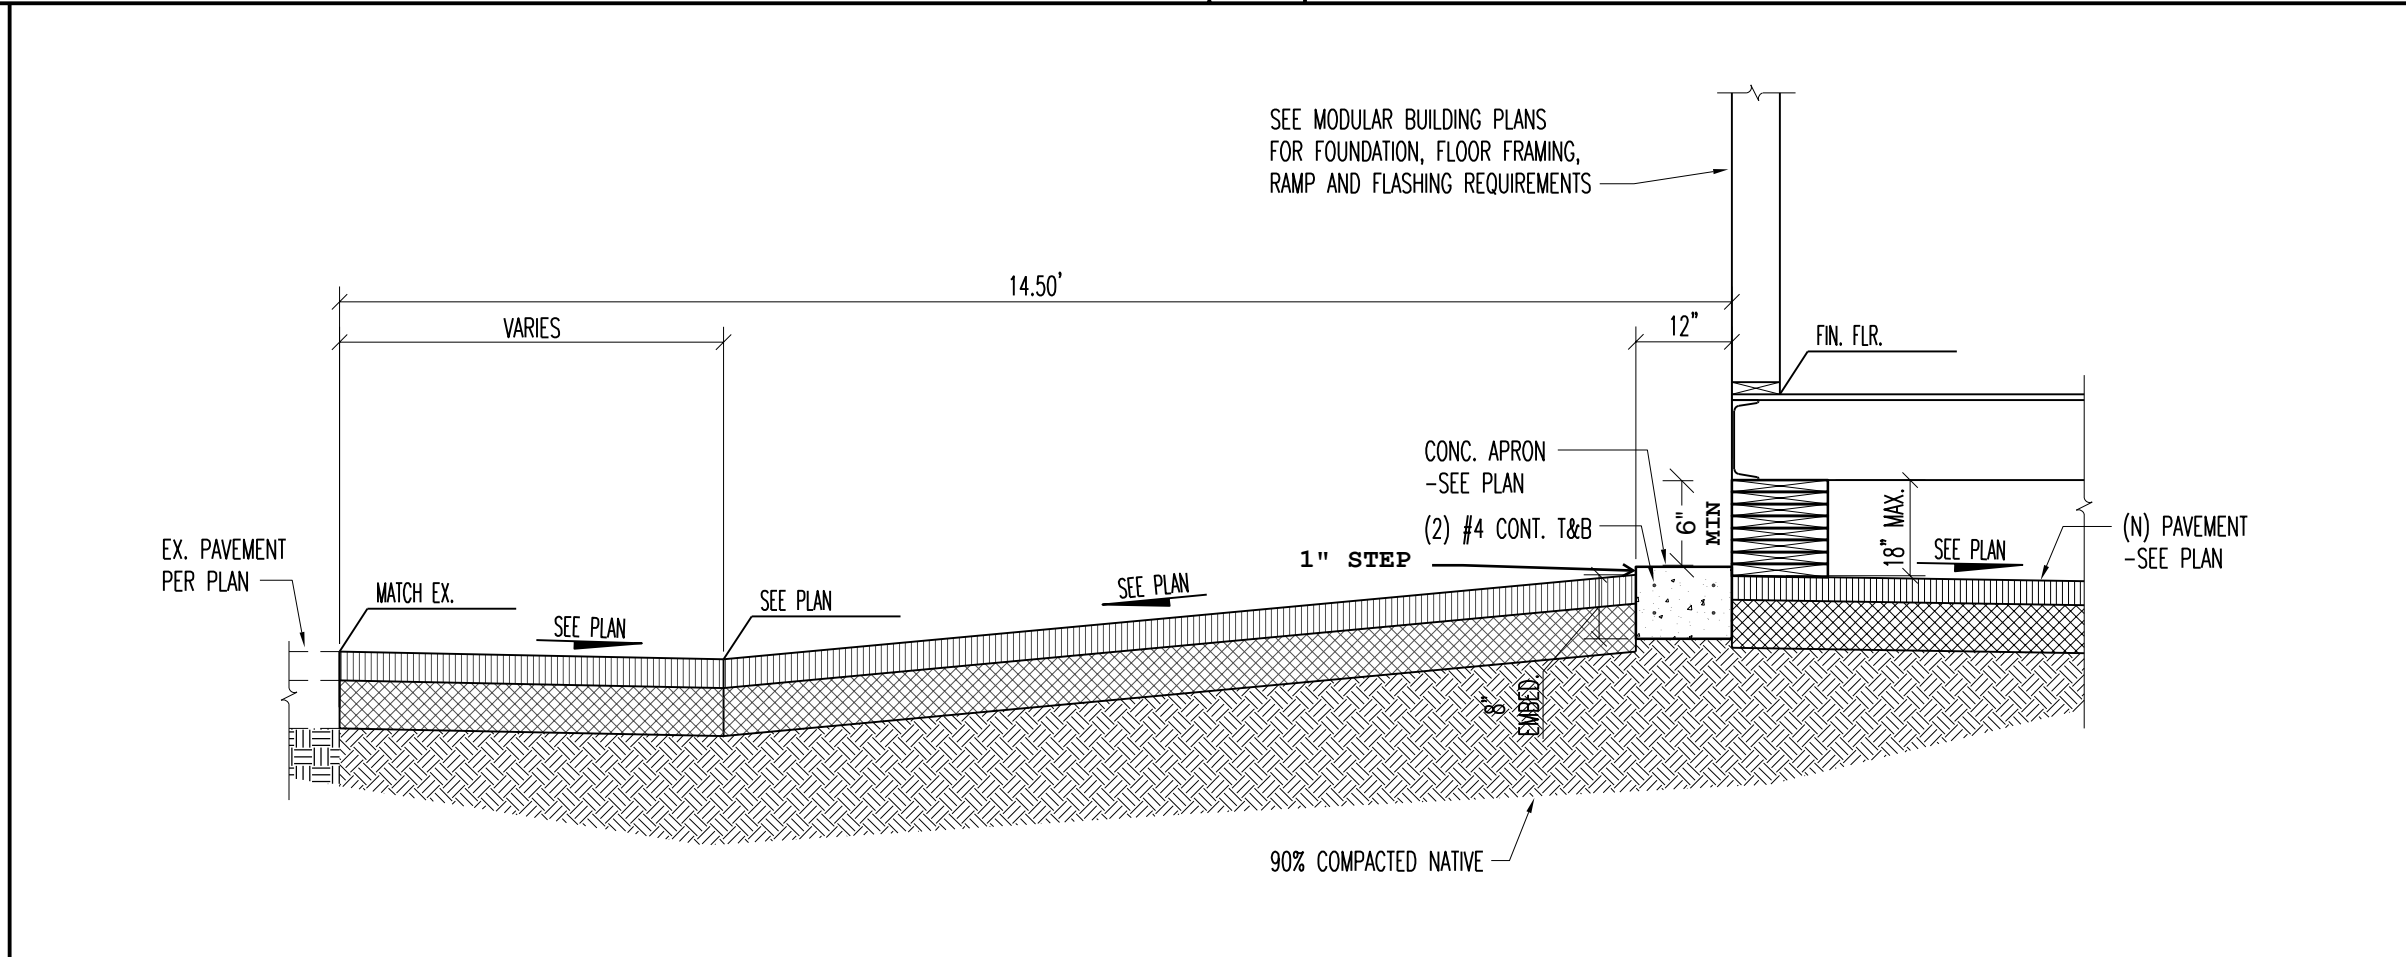 SEE MODULAR BUILDING PLANS
FOR FOUNDATION, FLOOR FRAMING,
RAMP AND FLASHING REQUIREMENTS
14.50'
VARIES
12"
FIN. FLR.
CONC. APRON
-SEE PLAN
(2) #4 CONT. T&B
1" STEP
6"
MIN
18" MAX.
SEE PLAN
(N) PAVEMENT
-SEE PLAN
EX. PAVEMENT
PER PLAN
MATCH EX.
SEE PLAN
SEE PLAN
SEE PLAN
8"
EMBED.
90% COMPACTED NATIVE